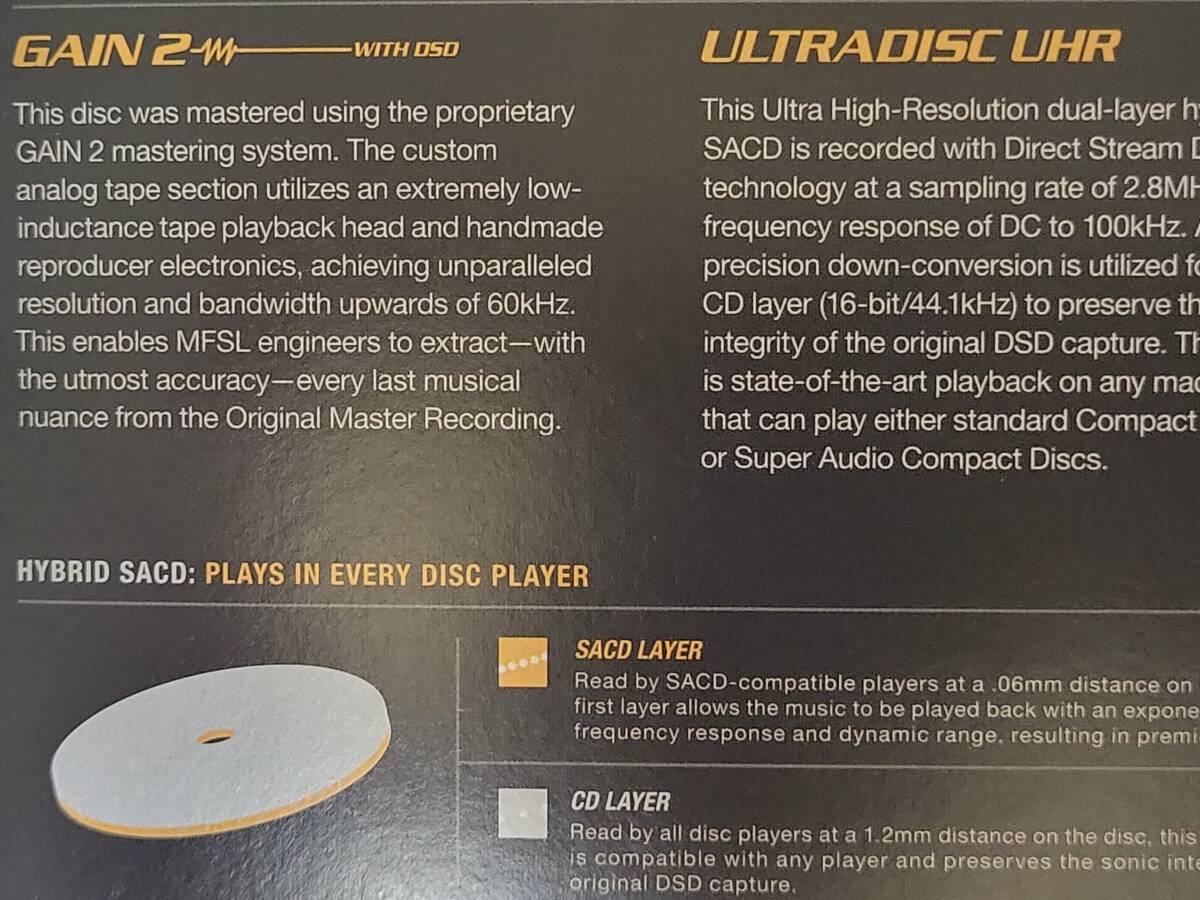 GAIN 2 WITH DSD
This disc was mastered using the proprietary
GAIN 2 mastering system. The custom
analog tape section utilizes an extremely low-
inductance tape playback head and handmade
reproducer electronics, achieving unparalleled
resolution and bandwidth upwards of 60kHz.
This enables MFSL engineers to extract—with
the utmost accuracy—every last musical
nuance from the Original Master Recording.
ULTRADISC UHR
This Ultra High-Resolution dual-layer
SACD is recorded with Direct Stream
technology at a sampling rate of 2.8MH
frequency response of DC to 100kHz.
precision down-conversion is utilized
CD layer (16-bit/44.1kHz) to preserve
integrity of the original DSD capture.
is state-of-the-art playback on any
that can play either standard Compact
or Super Audio Compact Discs.
HYBRID SACD: PLAYS IN EVERY DISC PLAYER
SACD LAYER
Read by SACD-compatible players at a .06mm distance on
first layer allows the music to be played back with an
frequency response and dynamic range, resulting in
CD LAYER
Read by all disc players at a 1.2mm distance on the disc, this
is compatible with any player and preserves the sonic
original DSD capture.